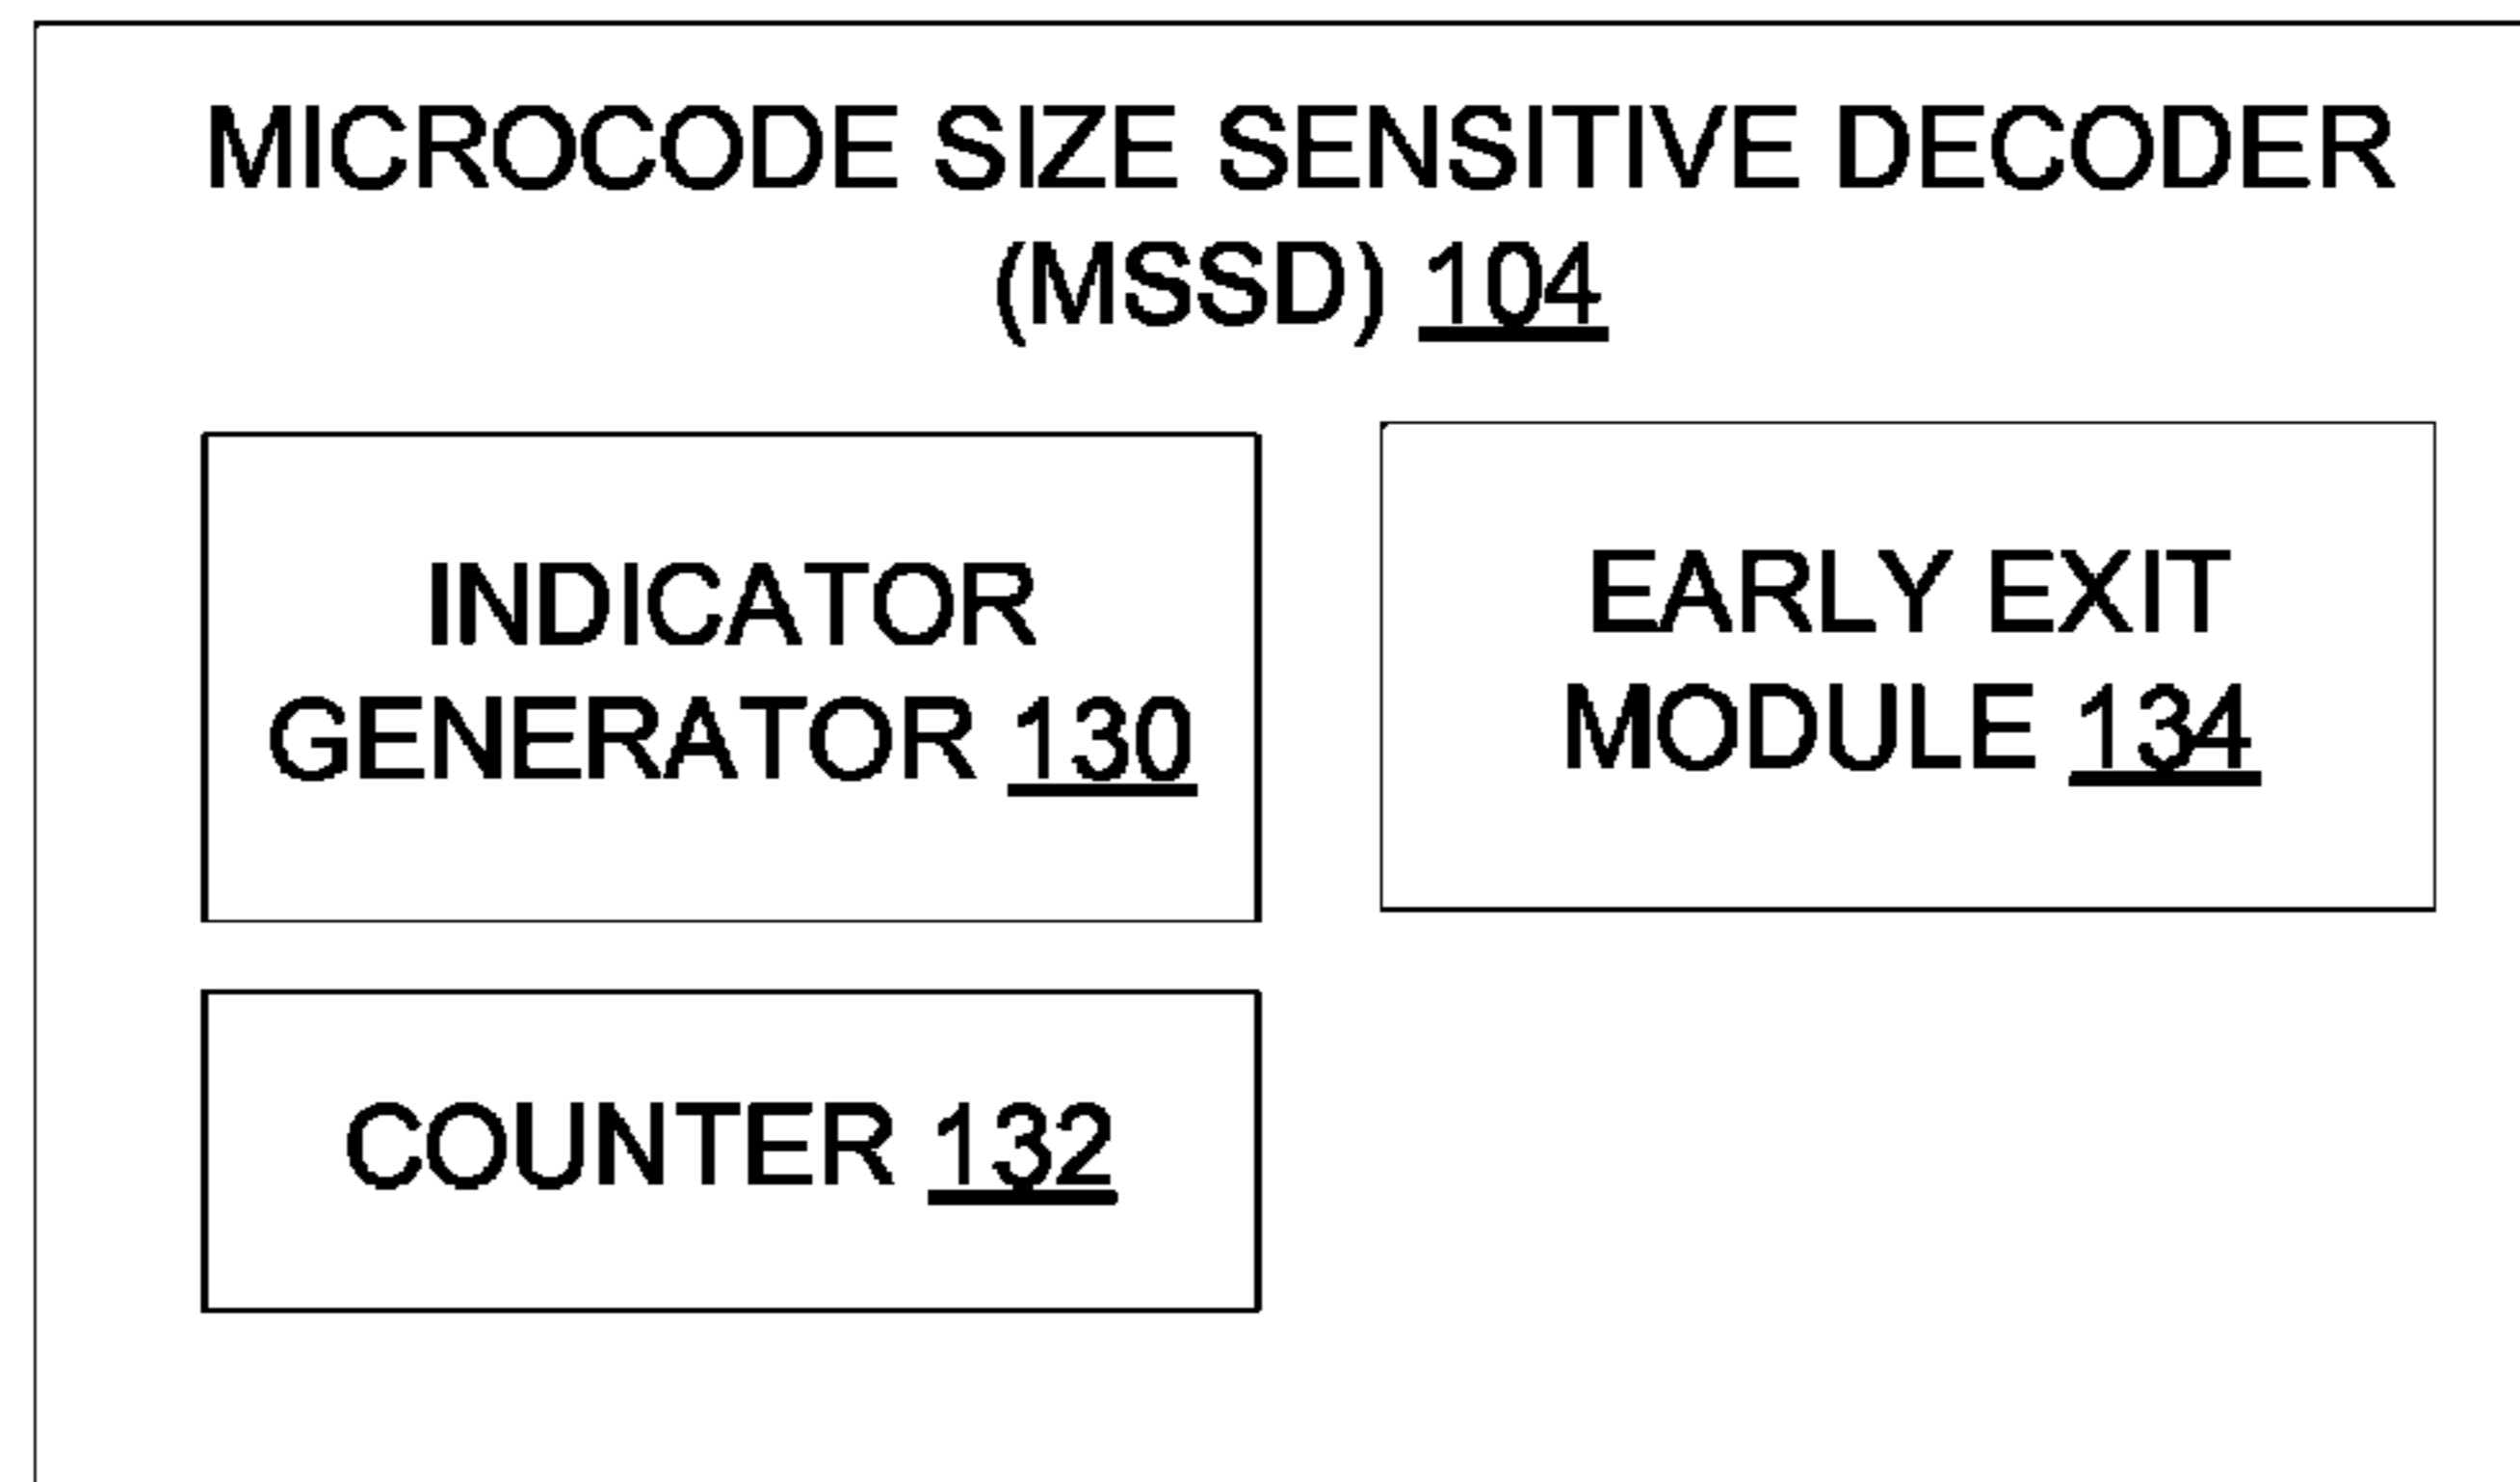 MICROCODE SIZE SENSITIVE DECODER
(MSSD) 104
INDICATOR
GENERATOR 130
EARLY EXIT
MODULE 134
COUNTER 132